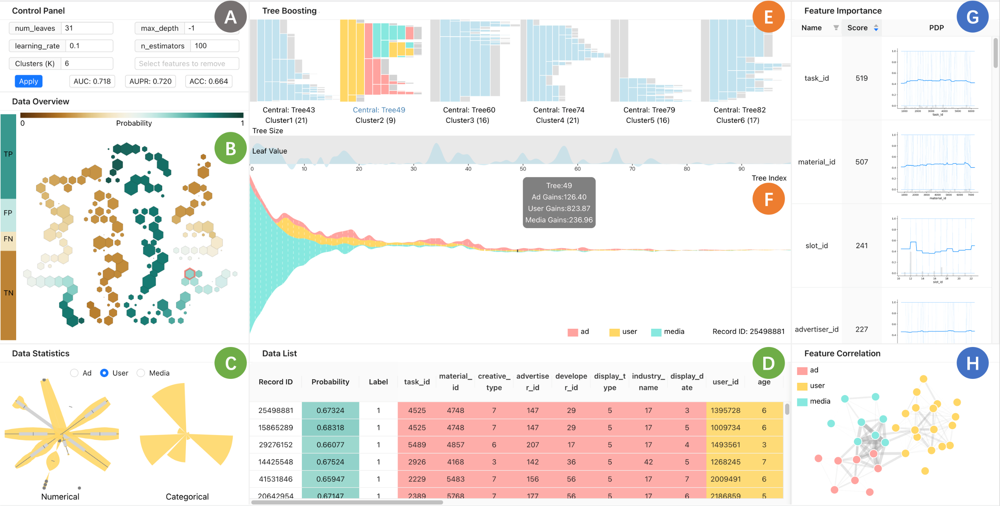 Control Panel
A
num_leaves 31
max_depth -1
learning_rate 0.1
n_estimators 100
Clusters (K) 6
Select features to remove
Apply
AUC: 0.718
AUPR: 0.720
ACC: 0.664
Data Overview
0 Probability 1
B
TP
FP
FN
TN
Data Statistics
C
Ad User Media
Numerical Categorical
Tree Boosting
E
Central: Tree43
Cluster1 (21)
Central: Tree49
Cluster2 (9)
Central: Tree60
Cluster3 (16)
Central: Tree74
Cluster4 (21)
Central: Tree79
Cluster5 (16)
Central: Tree82
Cluster6 (17)
Tree Size
Leaf Value
0 10 20 30 40 50 60 70 80 90
Tree Index
F
Tree:49
Ad Gains:126.40
User Gains:823.87
Media Gains:236.96
ad user media Record ID: 25498881
Data List
D
Record ID Probability Label task_id material_id creative_type advertiser_id developer_id display_type industry_name display_date user_id age
25498881 0.67324 1 4525 4748 7 147 29 5 17 3 1395728 6
15865289 0.68318 1 4525 4748 7 147 29 5 17 5 1009734 6
29276152 0.66077 1 5489 4857 6 207 17 5 17 4 1493561 3
14425548 0.67524 1 2926 4168 3 142 36 5 42 5 1268245 7
41531846 0.65947 1 2229 5483 7 156 56 5 17 7 2009491 6
20642954 0.67147 1 2389 5768 7 177 56 5 17 6 2186859 5
Feature Importance
G
Name Score PDP
task_id 519
1.0
0.8
0.6
0.4
0.2
0.0
1000 2000 3000 4000 5000 6000
task_id
material_id 507
1.0
0.8
0.6
0.4
0.2
0.0
1000 2000 3000 4000 5000 6000 7000
material_id
slot_id 241
1.0
0.8
0.6
0.4
0.2
0.0
10 12 14 16 18 20 22
slot_id
advertiser_id 227
1.0
0.8
0.6
0.4
Feature Correlation
H
ad
user
media